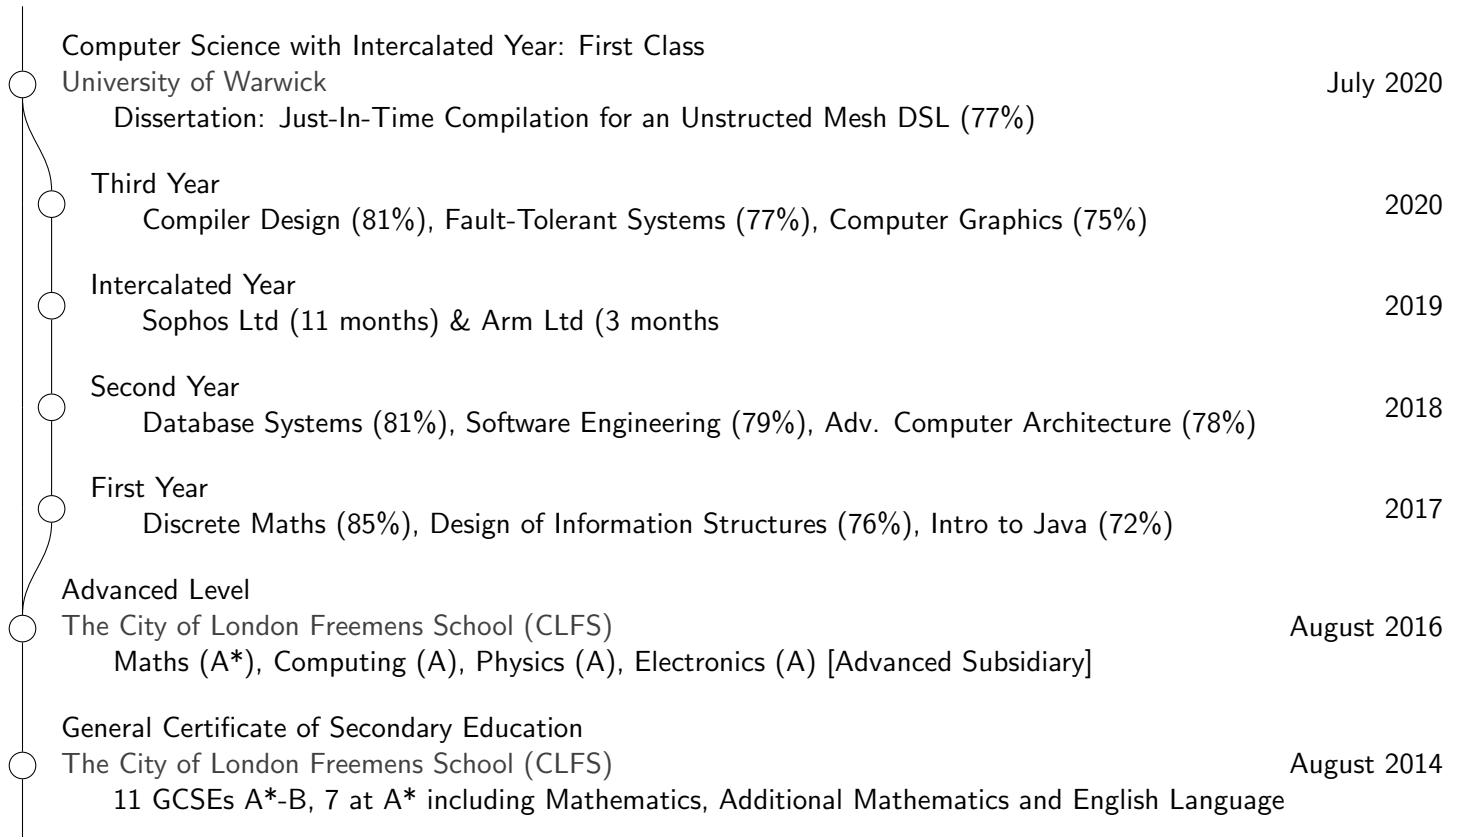 Computer Science with Intercalated Year: First Class
University of Warwick July 2020
Dissertation: Just-In-Time Compilation for an Unstructed Mesh DSL (77%)
Third Year
2020
Compiler Design (81%), Fault-Tolerant Systems (77%), Computer Graphics (75%)
Intercalated Year
2019
Sophos Ltd (11 months) & Arm Ltd (3 months
Second Year
2018
Database Systems (81%), Software Engineering (79%), Adv. Computer Architecture (78%)
First Year
2017
Discrete Maths (85%), Design of Information Structures (76%), Intro to Java (72%)
Advanced Level
The City of London Freemens School (CLFS) August 2016
Maths (A*), Computing (A), Physics (A), Electronics (A) [Advanced Subsidiary]
General Certificate of Secondary Education
The City of London Freemens School (CLFS) August 2014
11 GCSEs A*-B, 7 at A* including Mathematics, Additional Mathematics and English Language